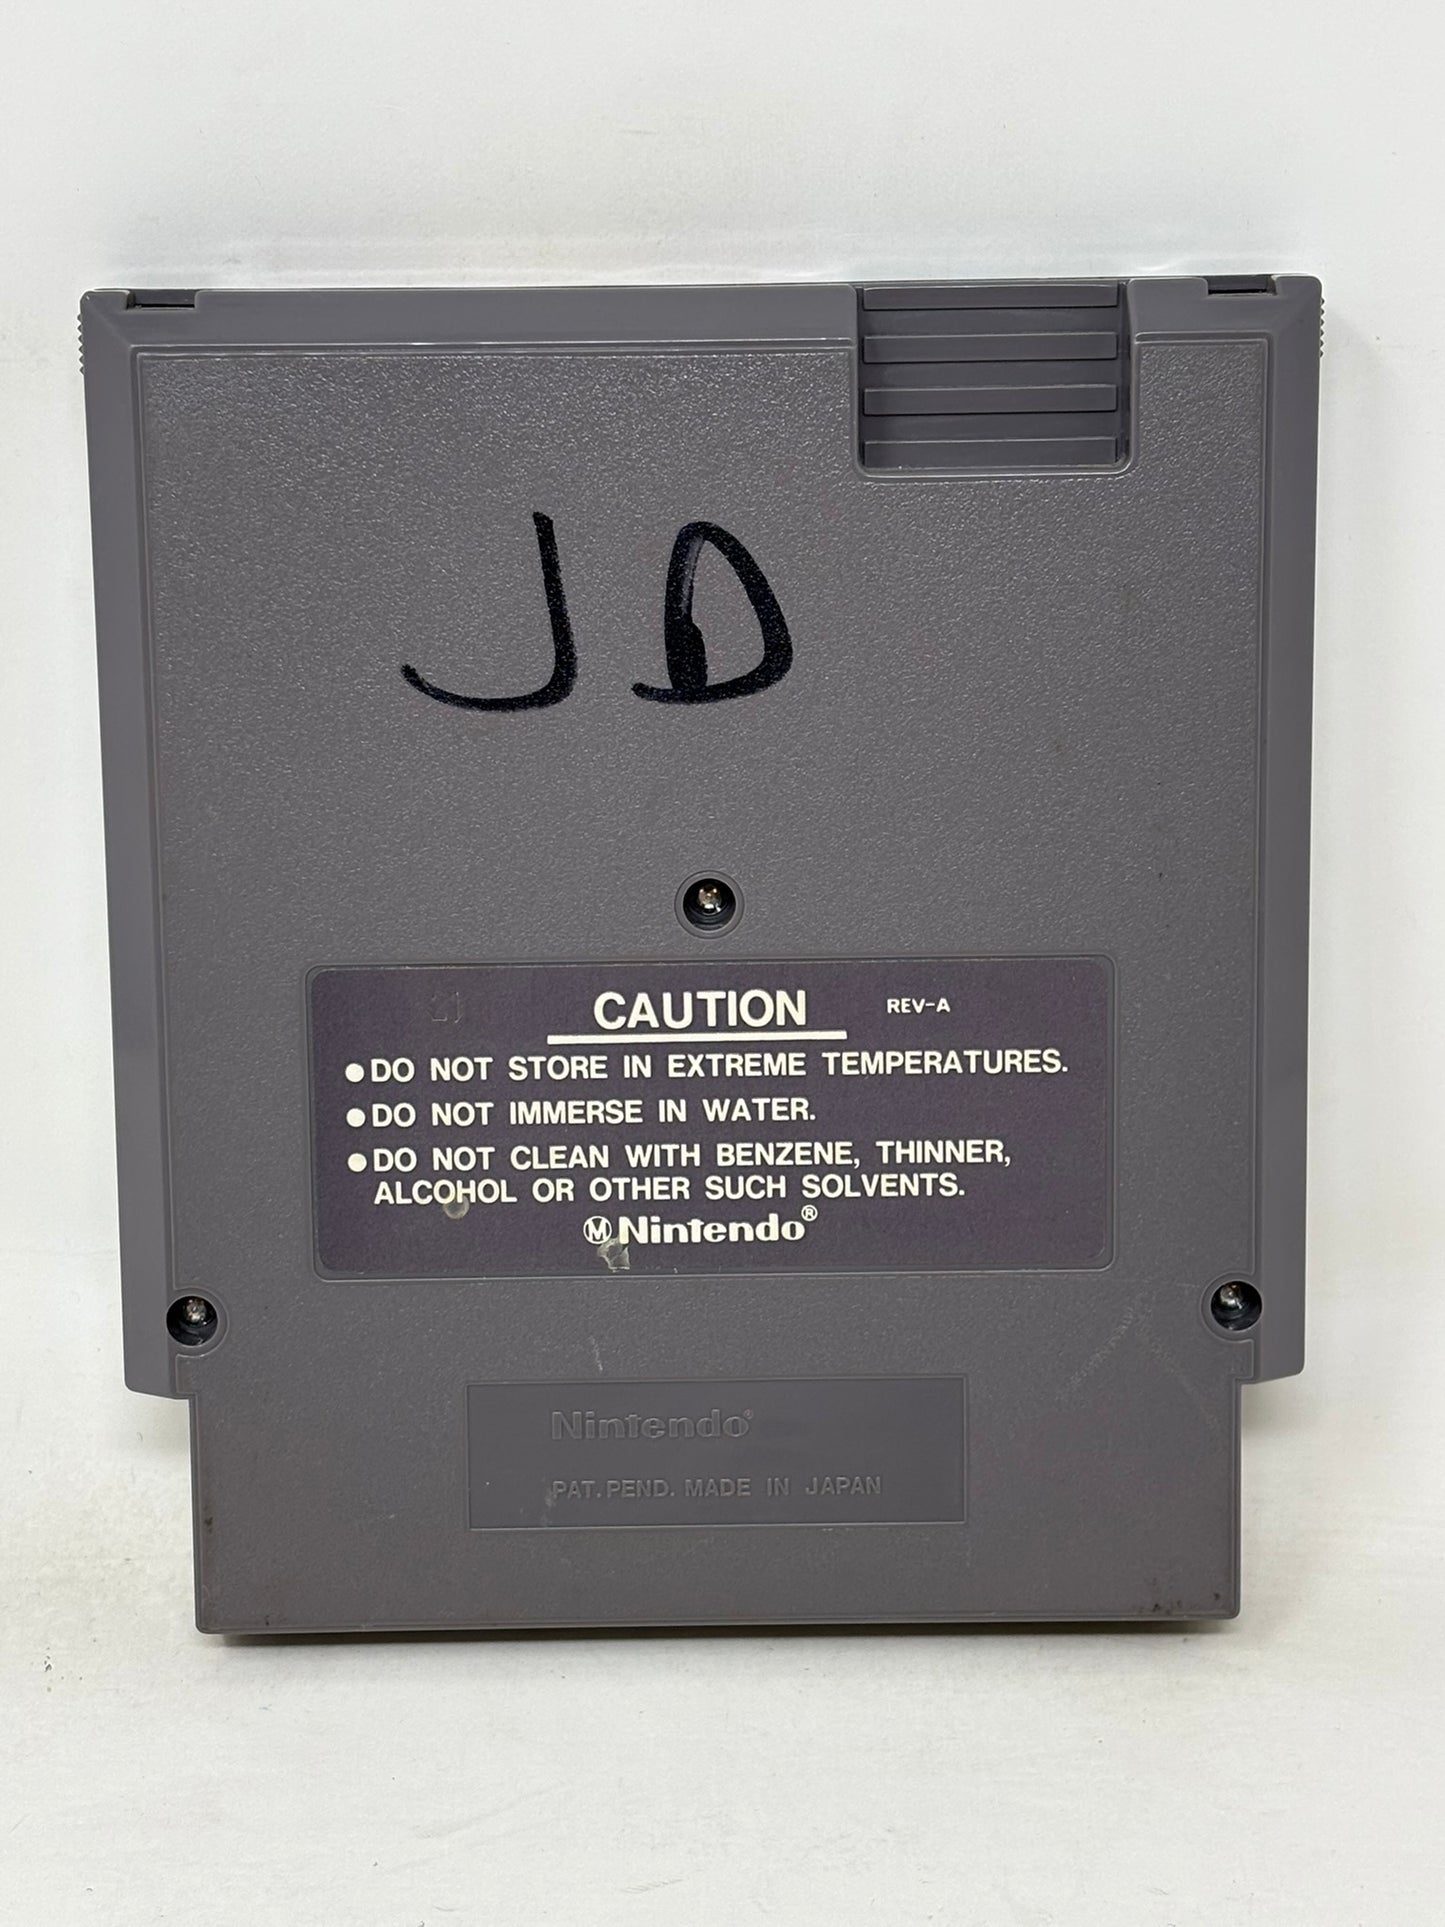 J D
CAUTION REV-A
●DO NOT STORE IN EXTREME TEMPERATURES.
●DO NOT IMMERSE IN WATER.
●DO NOT CLEAN WITH BENZENE, THINNER,
ALCOHOL OR OTHER SUCH SOLVENTS.
Ⓜ Nintendo®
Nintendo®
PAT. PEND. MADE IN JAPAN